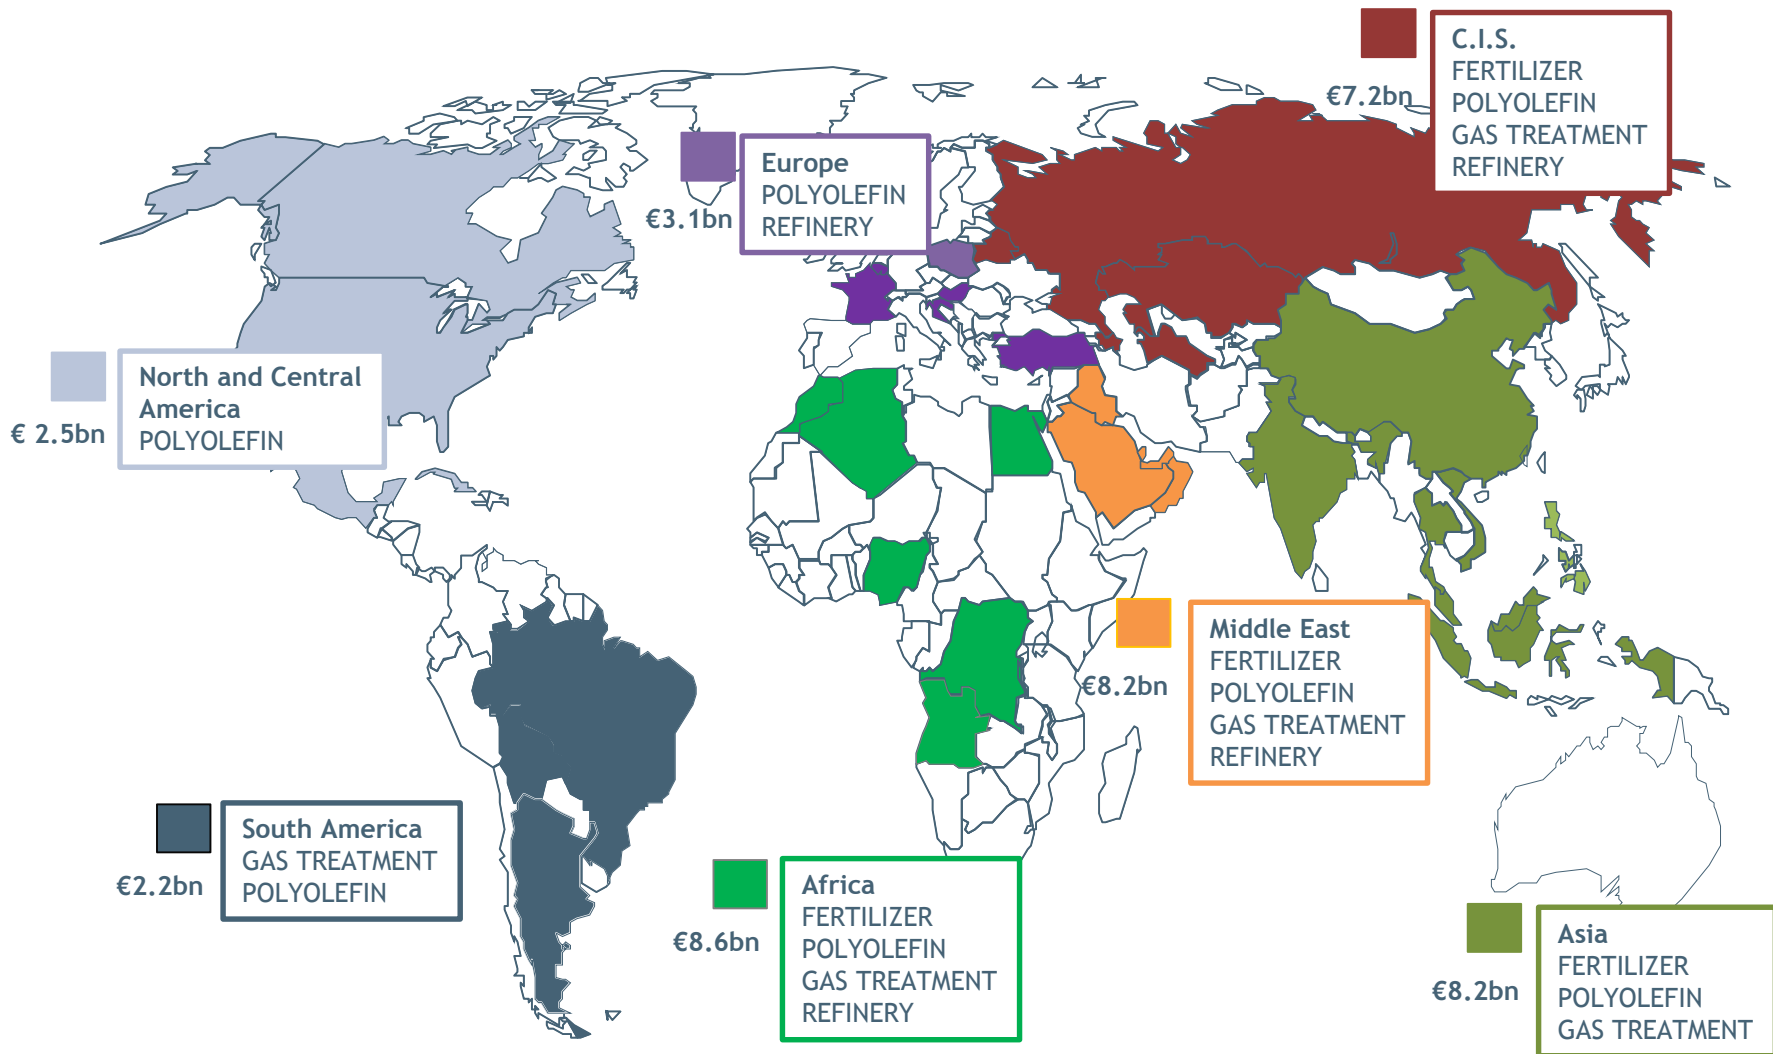 C.I.S.
FERTILIZER
POLYOLEFIN
GAS TREATMENT
REFINERY
€7.2bn
Europe
POLYOLEFIN
REFINERY
€3.1bn
North and Central
America
POLYOLEFIN
€ 2.5bn
Middle East
FERTILIZER
POLYOLEFIN
GAS TREATMENT
REFINERY
€8.2bn
South America
GAS TREATMENT
POLYOLEFIN
€2.2bn
Africa
FERTILIZER
POLYOLEFIN
GAS TREATMENT
REFINERY
€8.6bn
Asia
FERTILIZER
POLYOLEFIN
GAS TREATMENT
€8.2bn